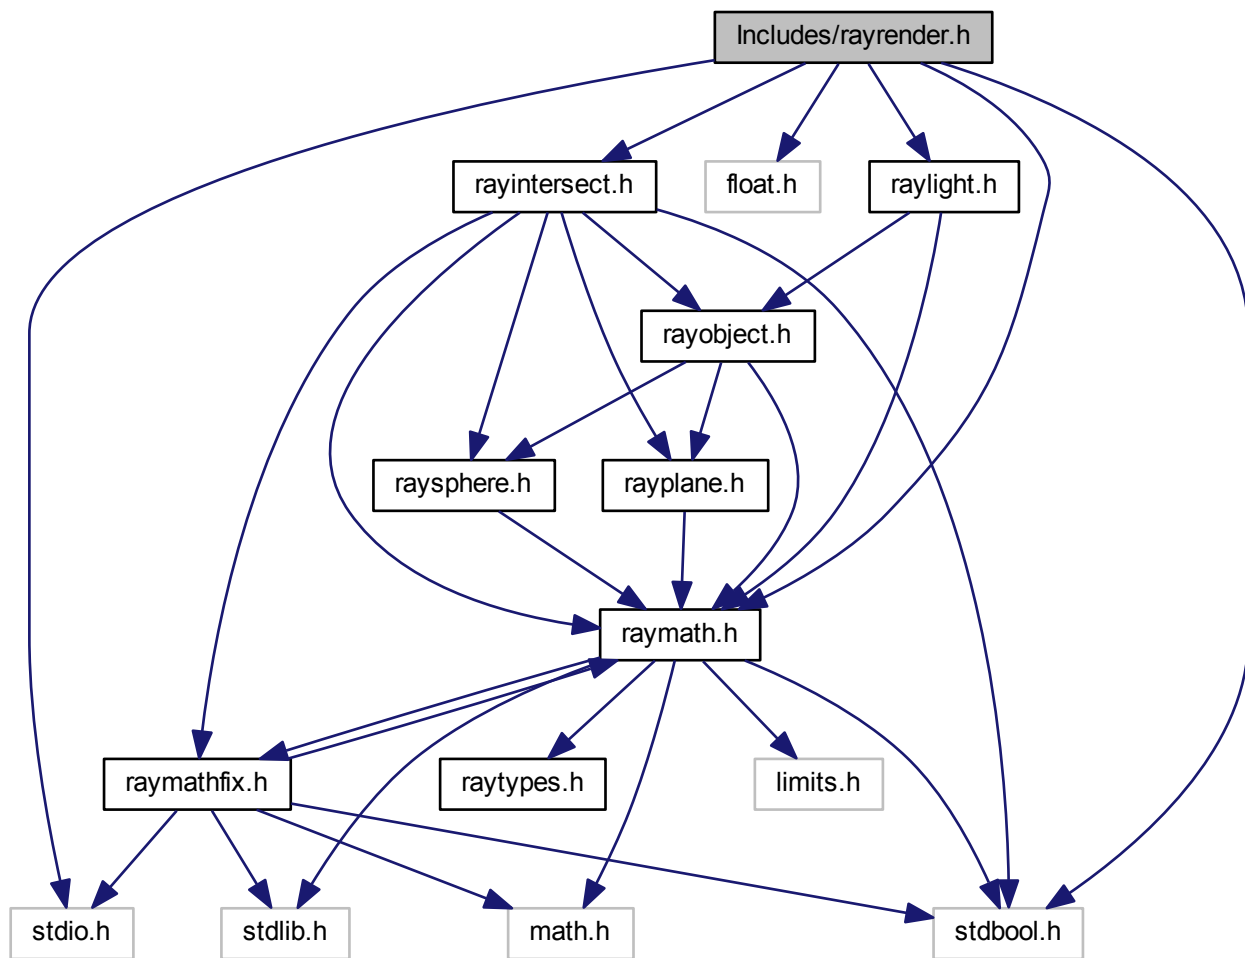 Includes/rayrender.h
rayintersect.h
float.h
raylight.h
rayobject.h
raysphere.h
rayplane.h
raymath.h
raymathfix.h
raytypes.h
limits.h
stdio.h
stdlib.h
math.h
stdbool.h